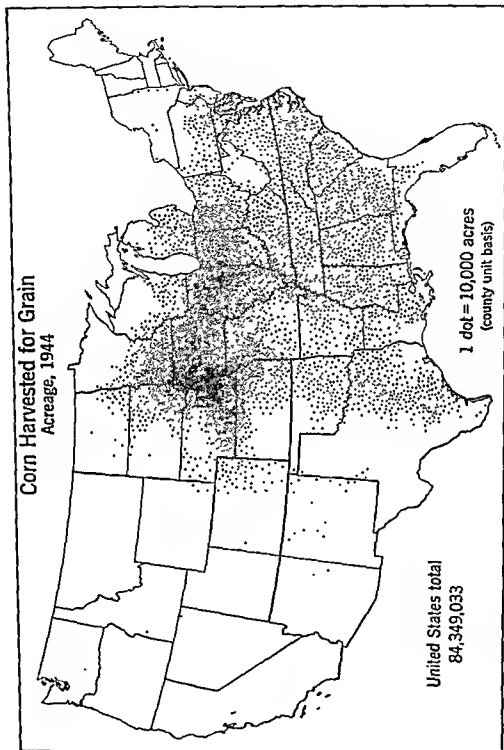 Corn Harvested for Grain
Acreage, 1944
United States total
84,349,033
1 dot = 10,000 acres
(county unit basis)